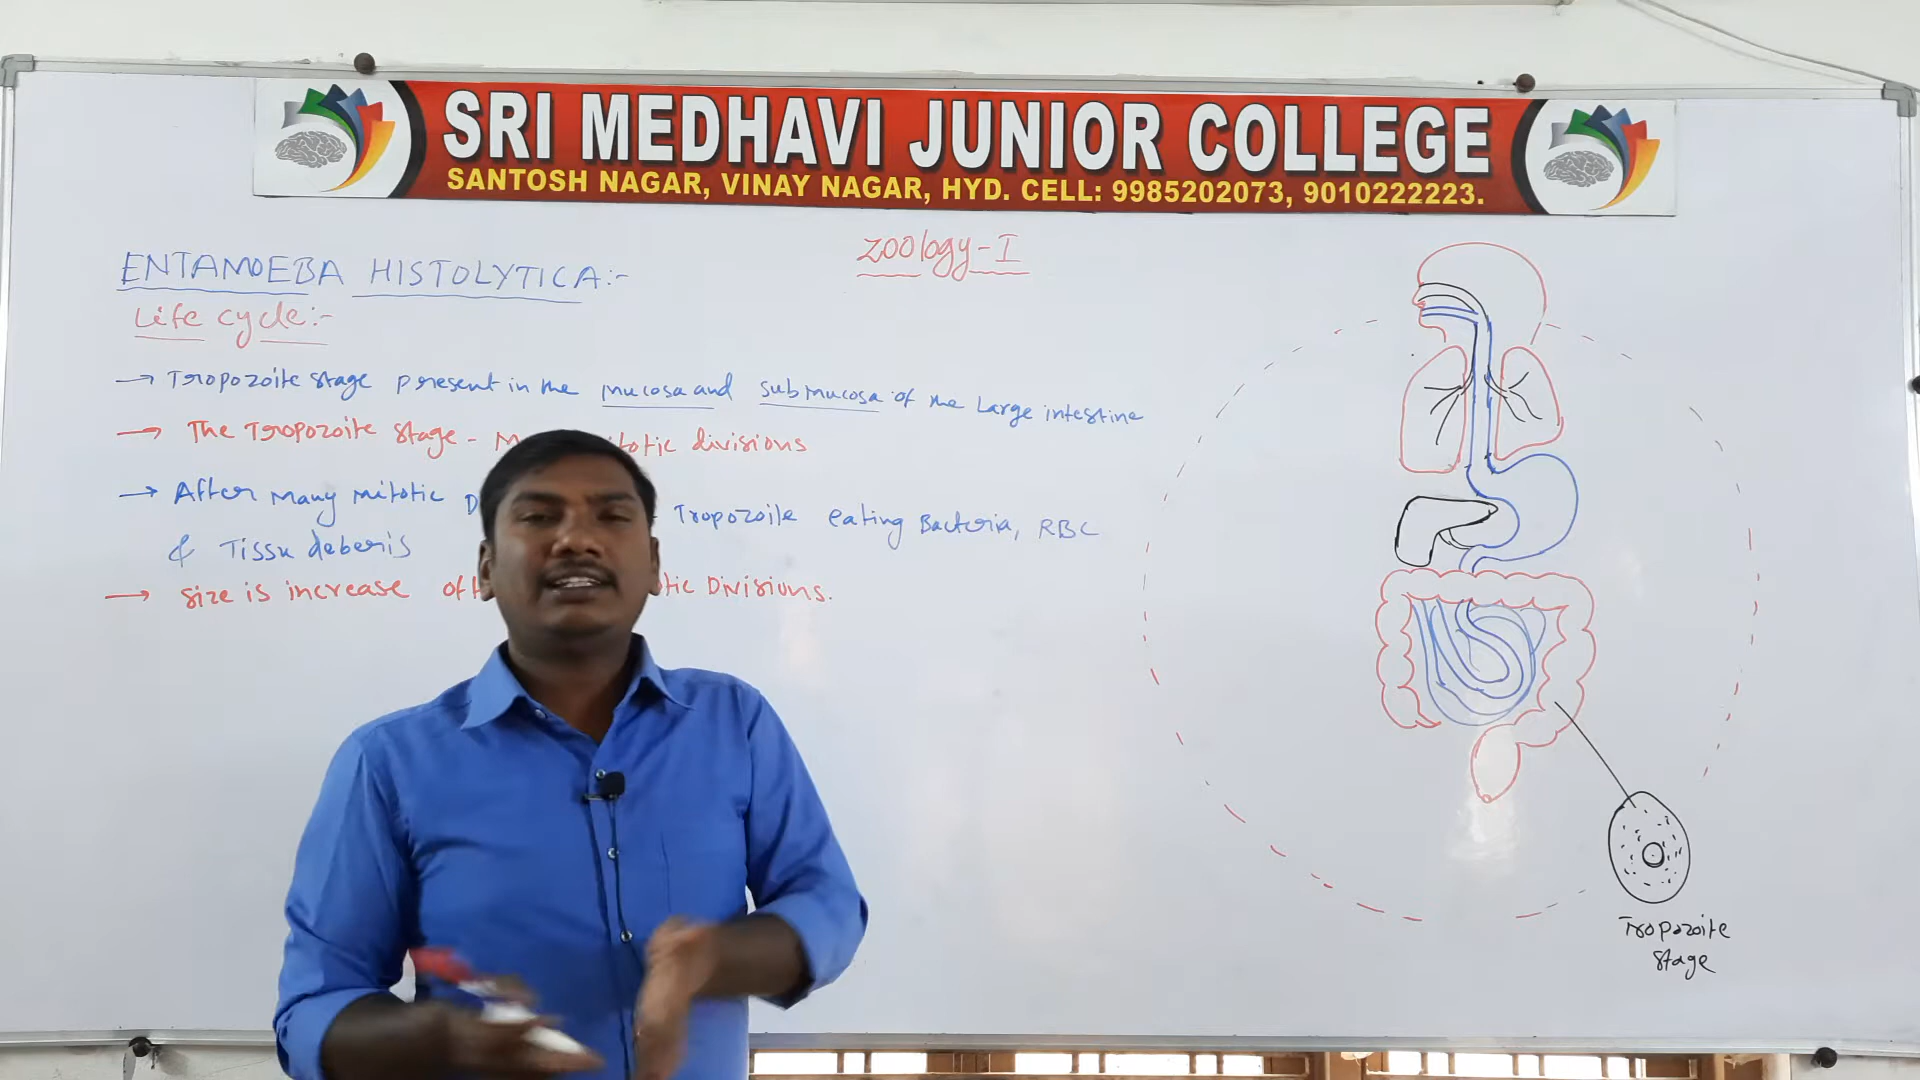 SRI MEDHAVI JUNIOR COLLEGE
SANTOSH NAGAR, VINAY NAGAR, HYD. CELL: 9985202073, 9010222223.
Zoology-I
ENTAMOEBA HISTOLYTICA:-
Life cycle:-
→ Tropozoite stage present in the mucosa and submucosa of the Large intestine
→ The Tropozoite stage - divisions
→ After Many mitotic Tropozoite eating Bacteria, RBC
& Tissu deberis
→ Size is increase of Divisions.
Tropozoite
stage